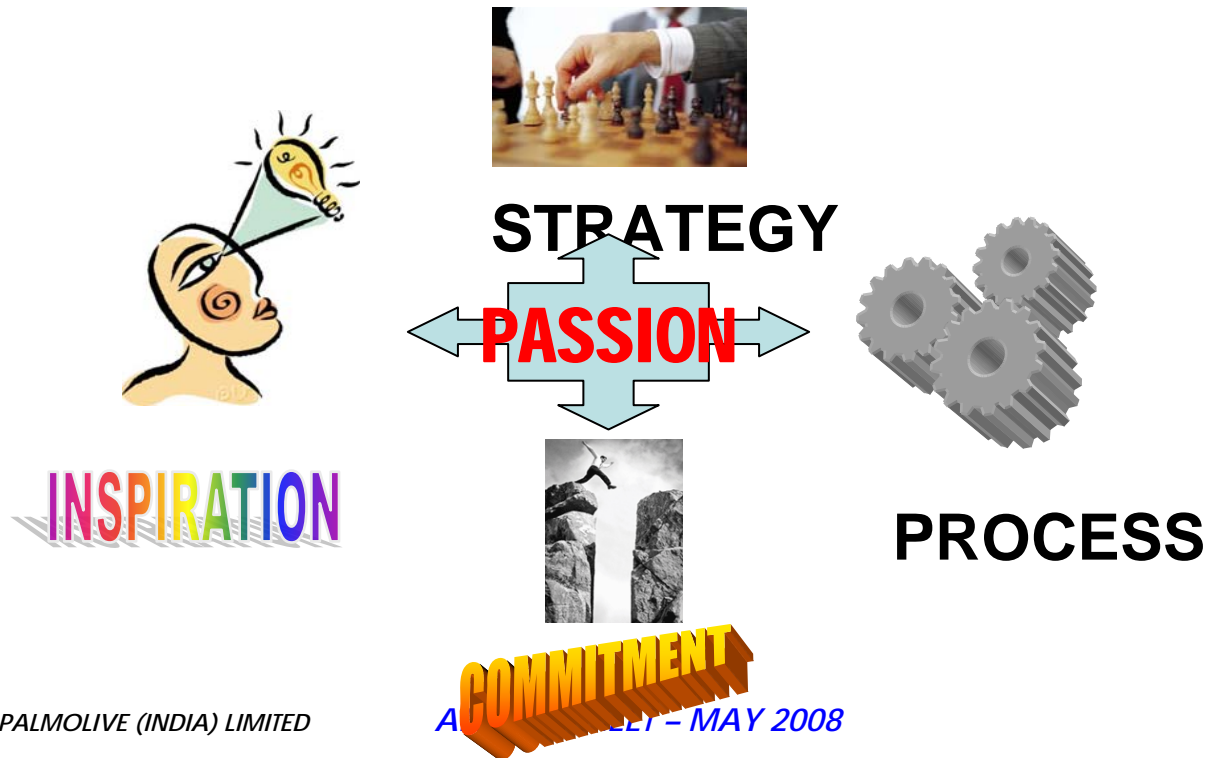 STRATEGY
PASSION
INSPIRATION
PROCESS
COMMITMENT
PALMOLIVE (INDIA) LIMITED
– MAY 2008